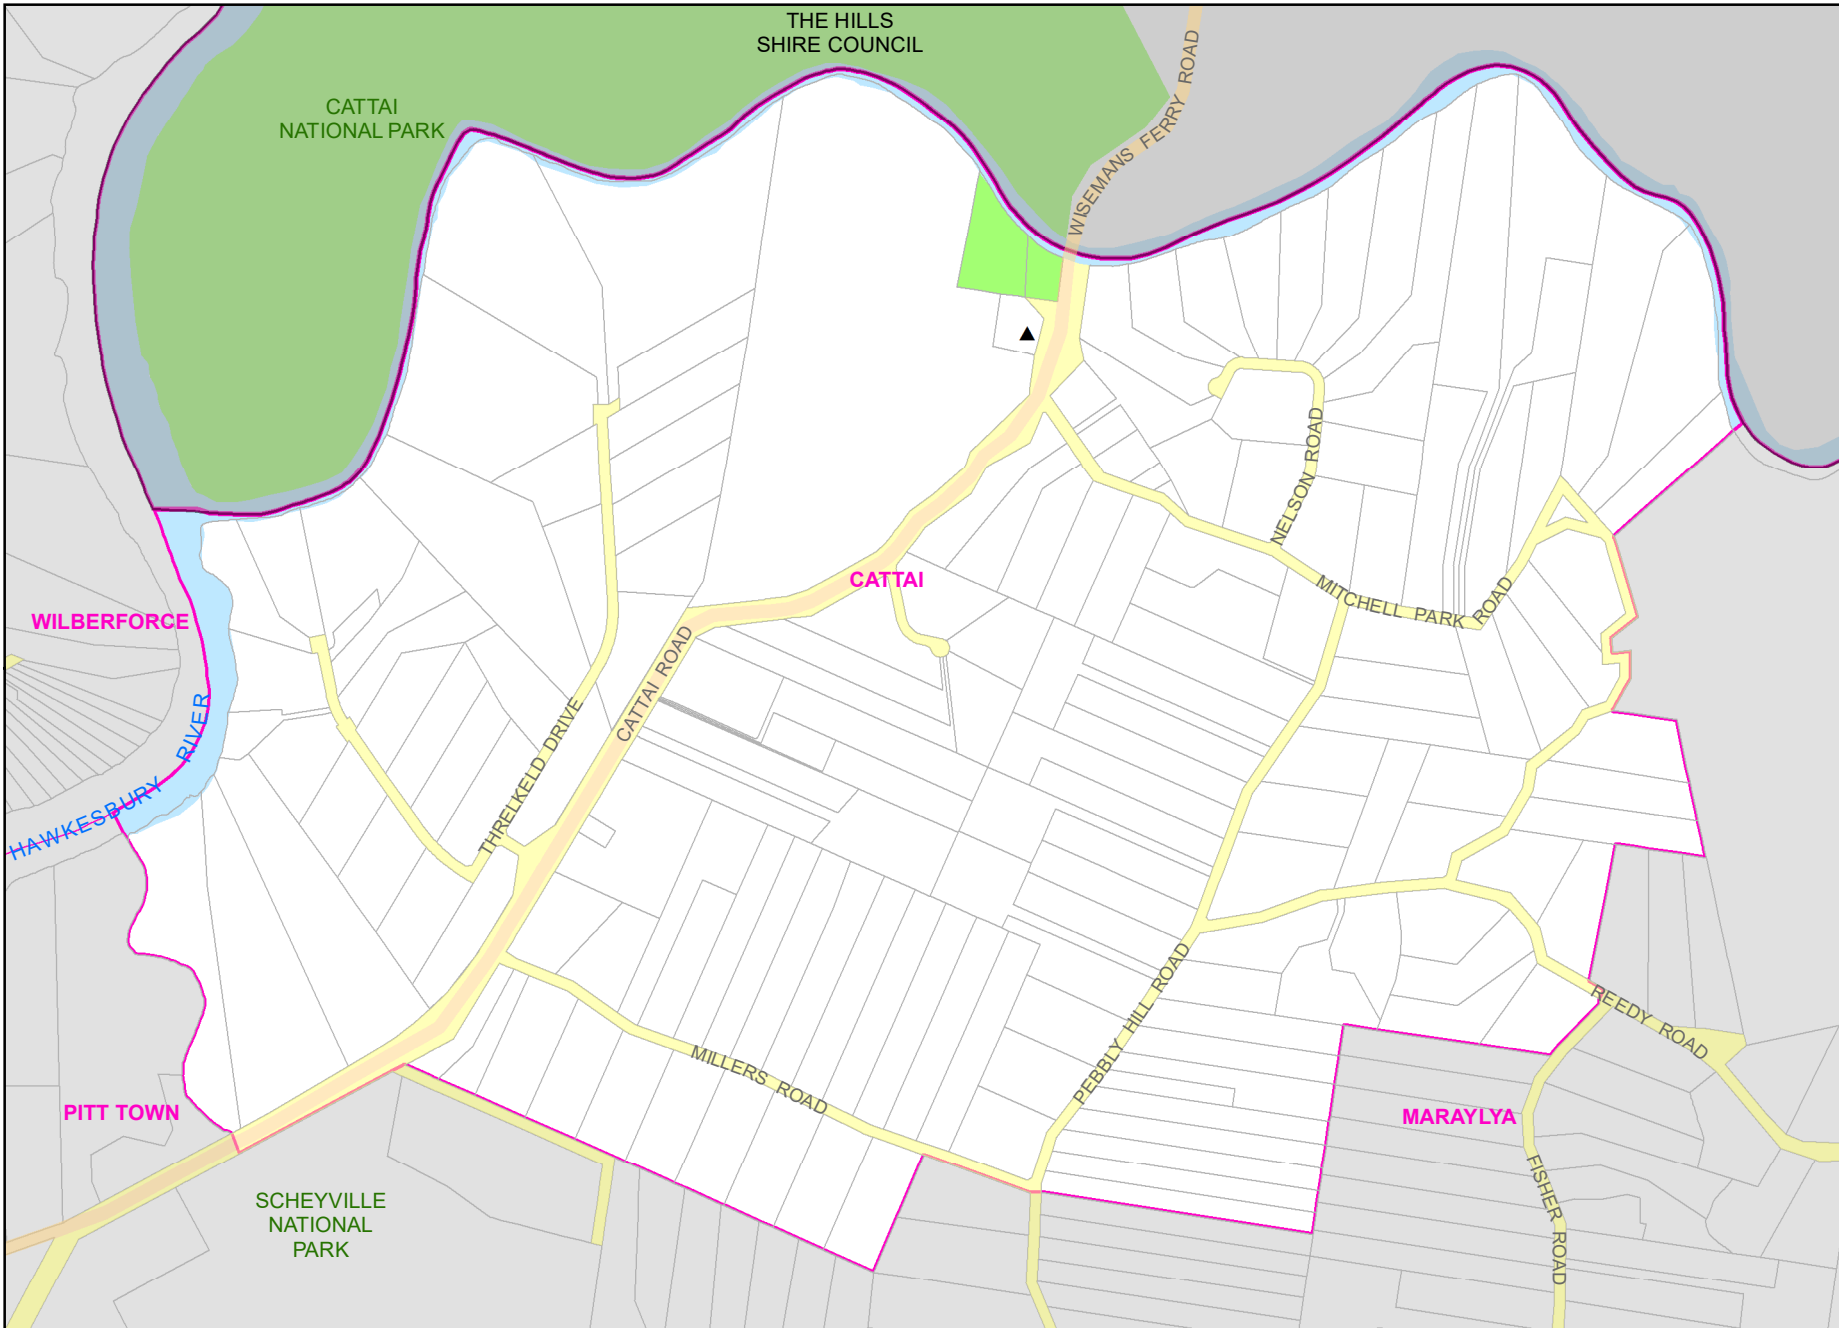 THE HILLS
SHIRE COUNCIL
WISEMANS FERRY ROAD
CATTAI
NATIONAL PARK
NELSON ROAD
CATTAI
MITCHELL PARK ROAD
WILBERFORCE
CATTAI ROAD
THRELKELD DRIVE
HAWKESBURY RIVER
PEBBLY HILL ROAD
REEDY ROAD
MILLERS ROAD
PITT TOWN
MARAYLYA
FISHER ROAD
SCHEYVILLE
NATIONAL
PARK